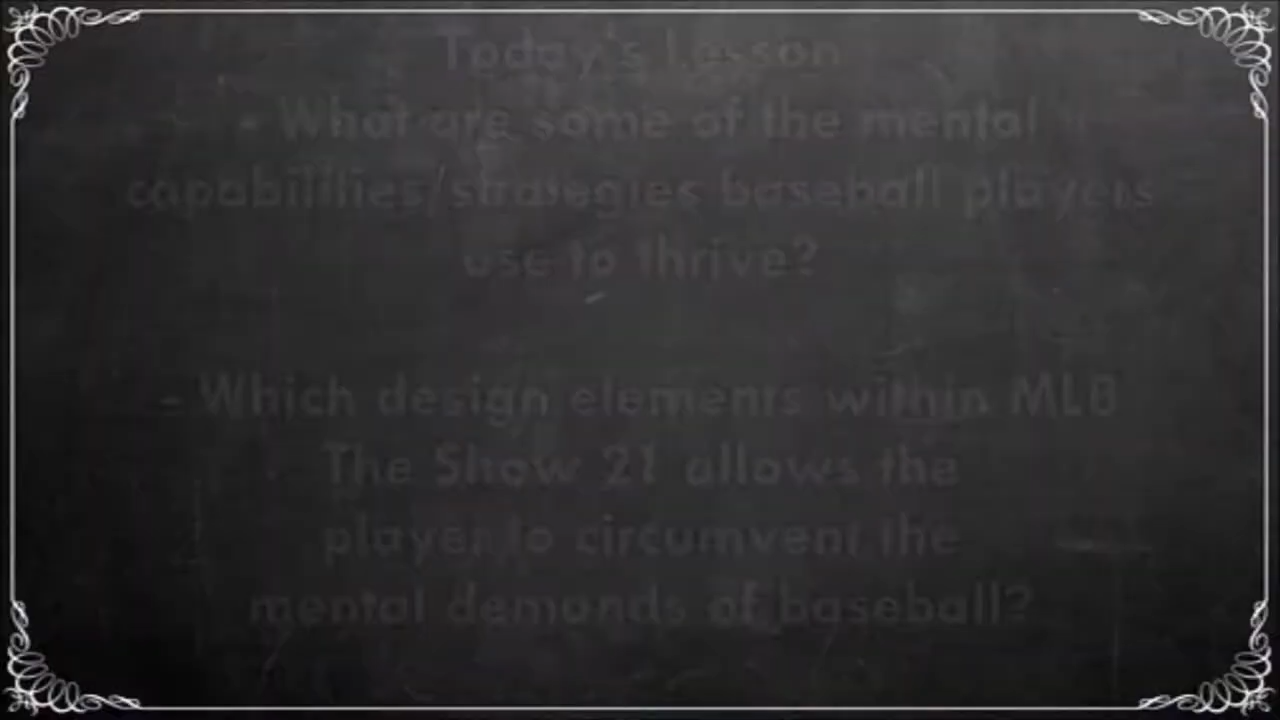 Today's Lesson
- What are some of the mental
capabilities/strategies baseball players
use to thrive?
- Which design elements within MLB
The Show 21 allows the
player to circumvent the
mental demands of baseball?